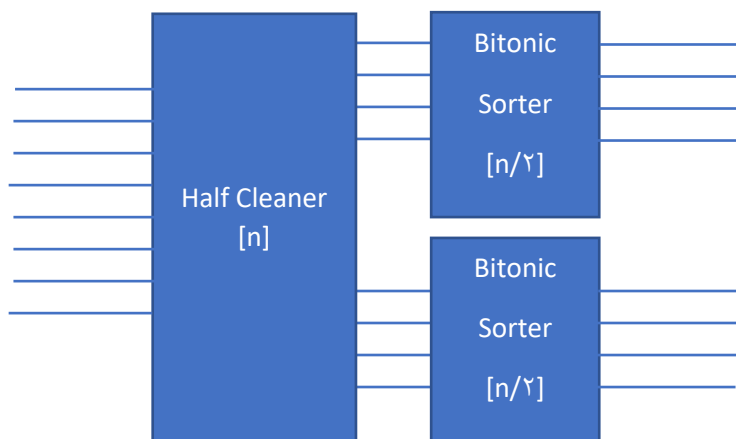 Half Cleaner
[n]
Bitonic
Sorter
[n/۲]
Bitonic
Sorter
[n/۲]